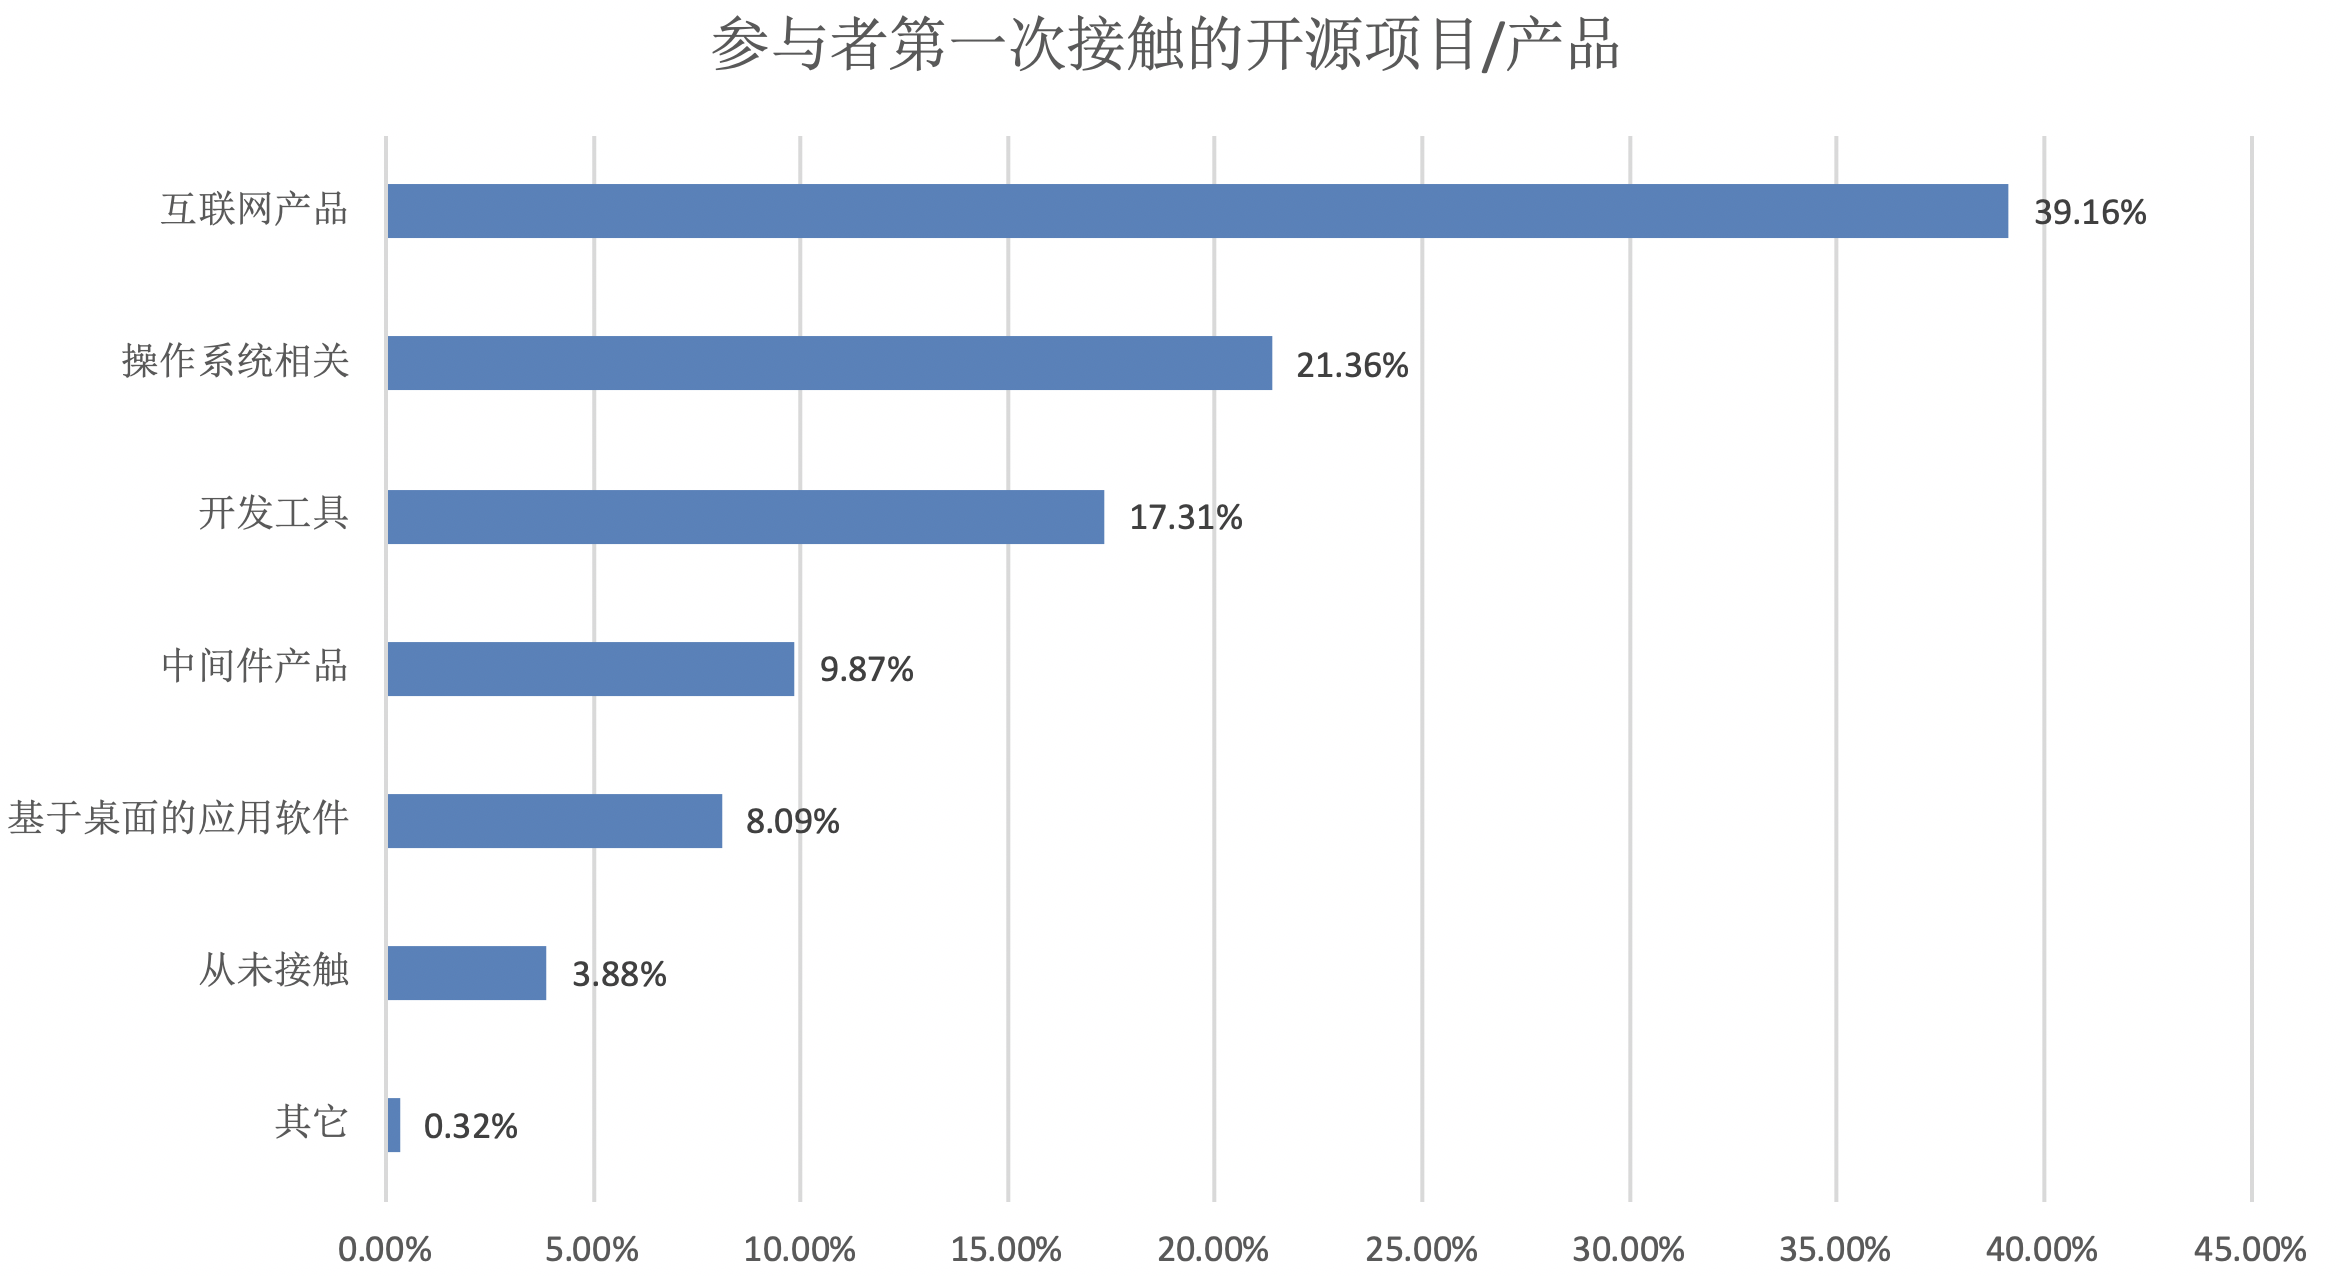 参与者第一次接触的开源项目/产品
互联网产品 39.16%
操作系统相关 21.36%
开发工具 17.31%
中间件产品 9.87%
基于桌面的应用软件 8.09%
从未接触 3.88%
其它 0.32%
0.00% 5.00% 10.00% 15.00% 20.00% 25.00% 30.00% 35.00% 40.00% 45.00%